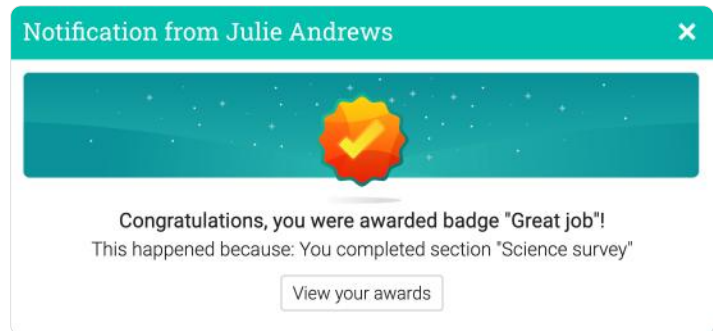 Notification from Julie Andrews
Congratulations, you were awarded badge "Great job"!
This happened because: You completed section "Science survey"
View your awards